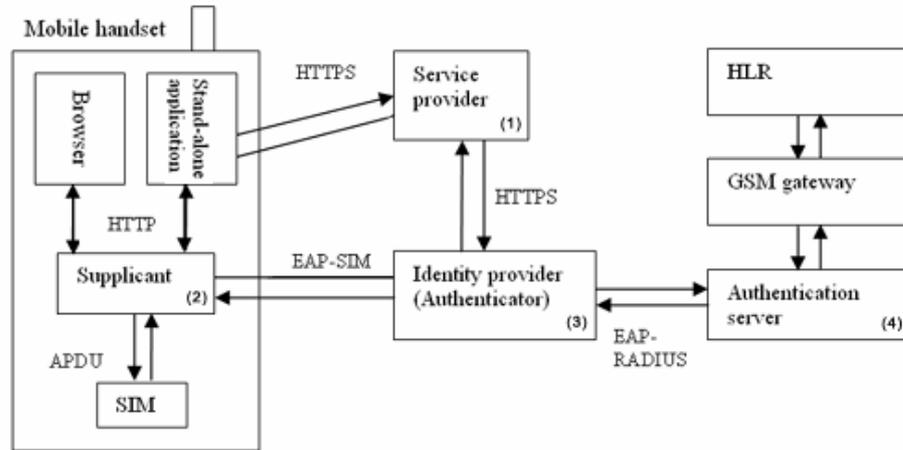 Mobile handset
Browser
Stand-alone
application
HTTPS
Service
provider
(1)
HLR
GSM gateway
HTTP
HTTPS
Supplicant
(2)
EAP-SIM
Identity provider
(Authenticator)
(3)
Authentication
server
(4)
EAP-
RADIUS
APDU
SIM